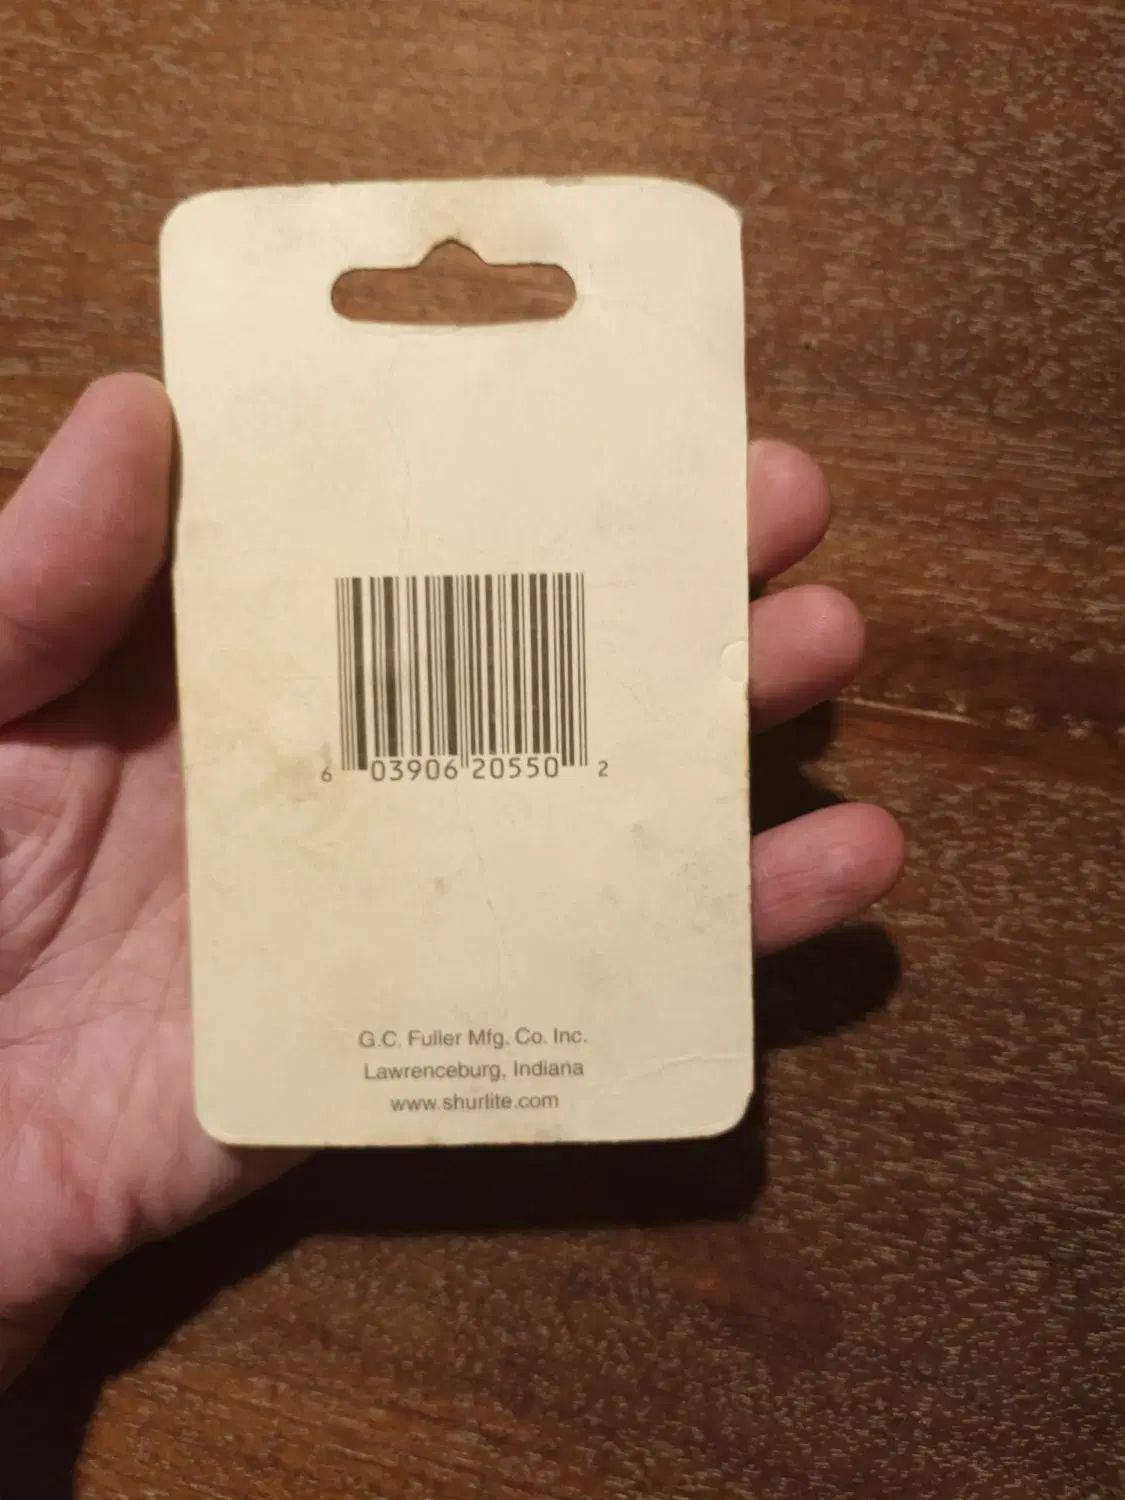 6 03906 20550 2
G.C. Fuller Mfg. Co. Inc.
Lawrenceburg, Indiana
www.shurlite.com